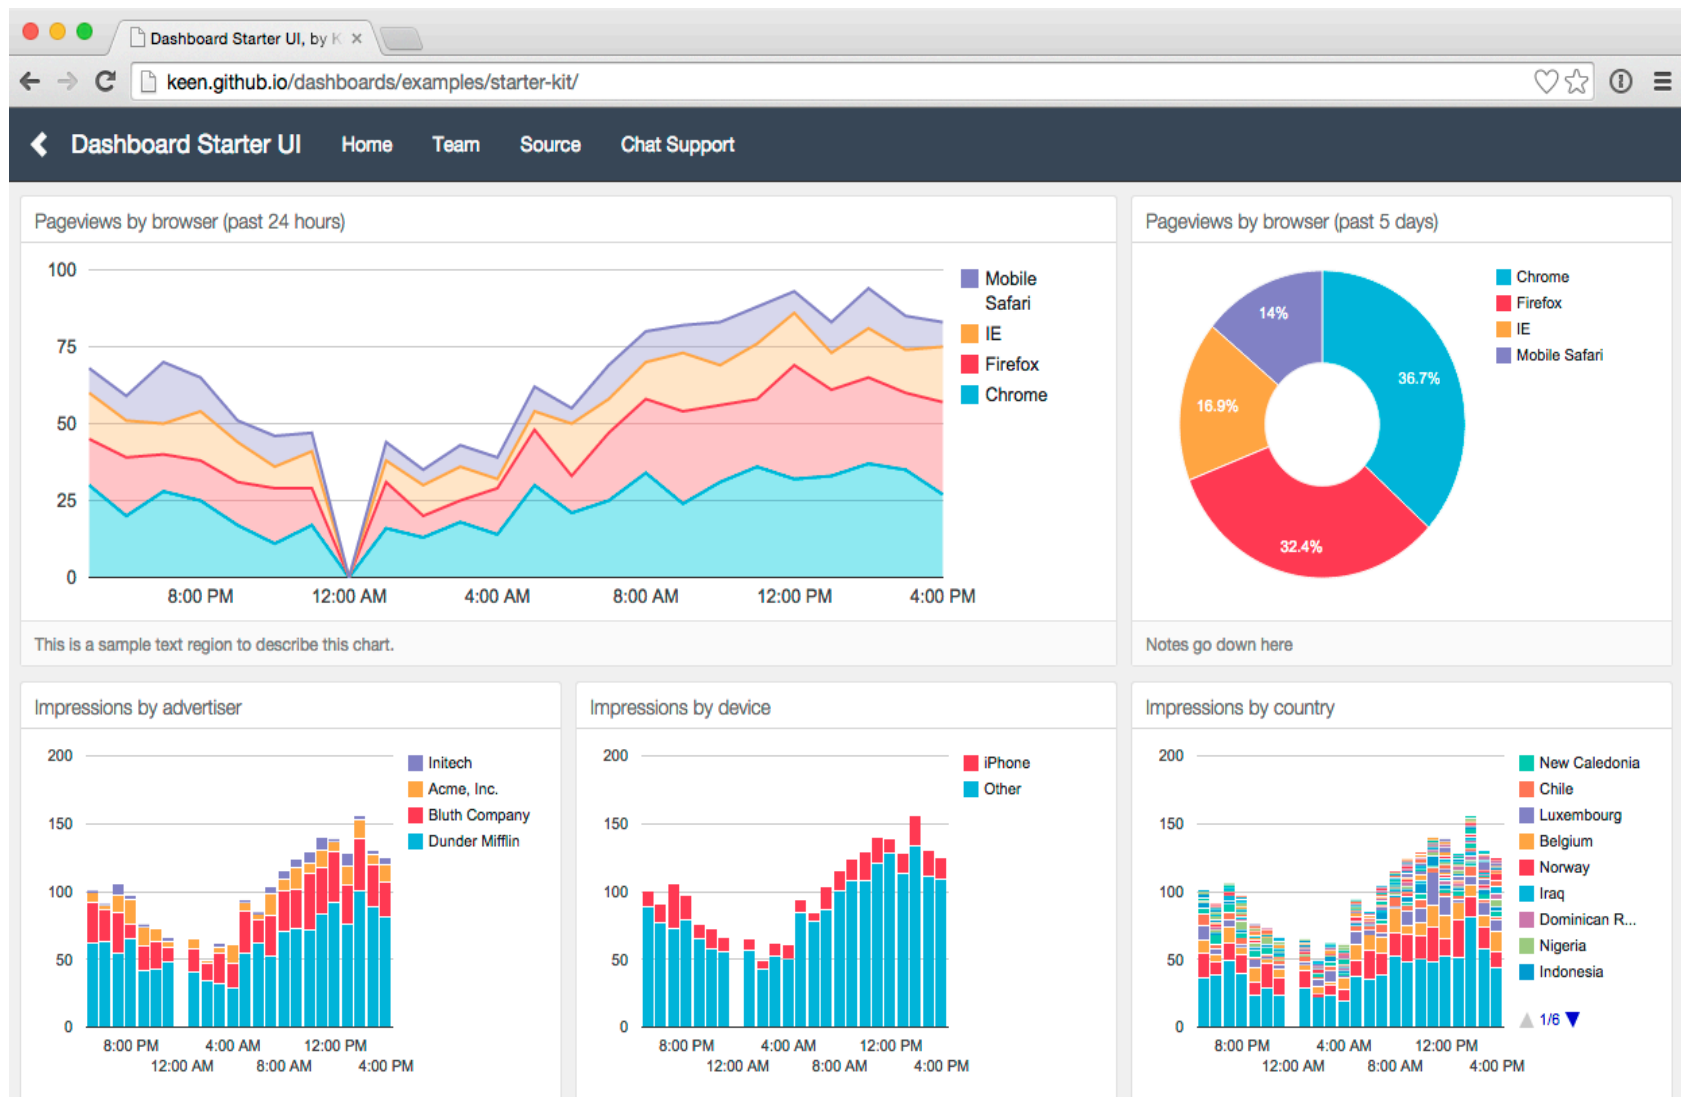 Dashboard Starter UI, by K
keen.github.io/dashboards/examples/starter-kit/
Dashboard Starter UI Home Team Source Chat Support
Pageviews by browser (past 24 hours)
100
75
50
25
0
8:00 PM 12:00 AM 4:00 AM 8:00 AM 12:00 PM 4:00 PM
Mobile
Safari
IE
Firefox
Chrome
This is a sample text region to describe this chart.
Pageviews by browser (past 5 days)
14%
36.7%
16.9%
32.4%
Chrome
Firefox
IE
Mobile Safari
Notes go down here
Impressions by advertiser
200
150
100
50
0
8:00 PM 4:00 AM 12:00 PM
12:00 AM 8:00 AM 4:00 PM
Initech
Acme, Inc.
Bluth Company
Dunder Mifflin
Impressions by device
200
150
100
50
0
8:00 PM 4:00 AM 12:00 PM
12:00 AM 8:00 AM 4:00 PM
iPhone
Other
Impressions by country
200
150
100
50
0
8:00 PM 4:00 AM 12:00 PM
12:00 AM 8:00 AM 4:00 PM
New Caledonia
Chile
Luxembourg
Belgium
Norway
Iraq
Dominican R...
Nigeria
Indonesia
1/6